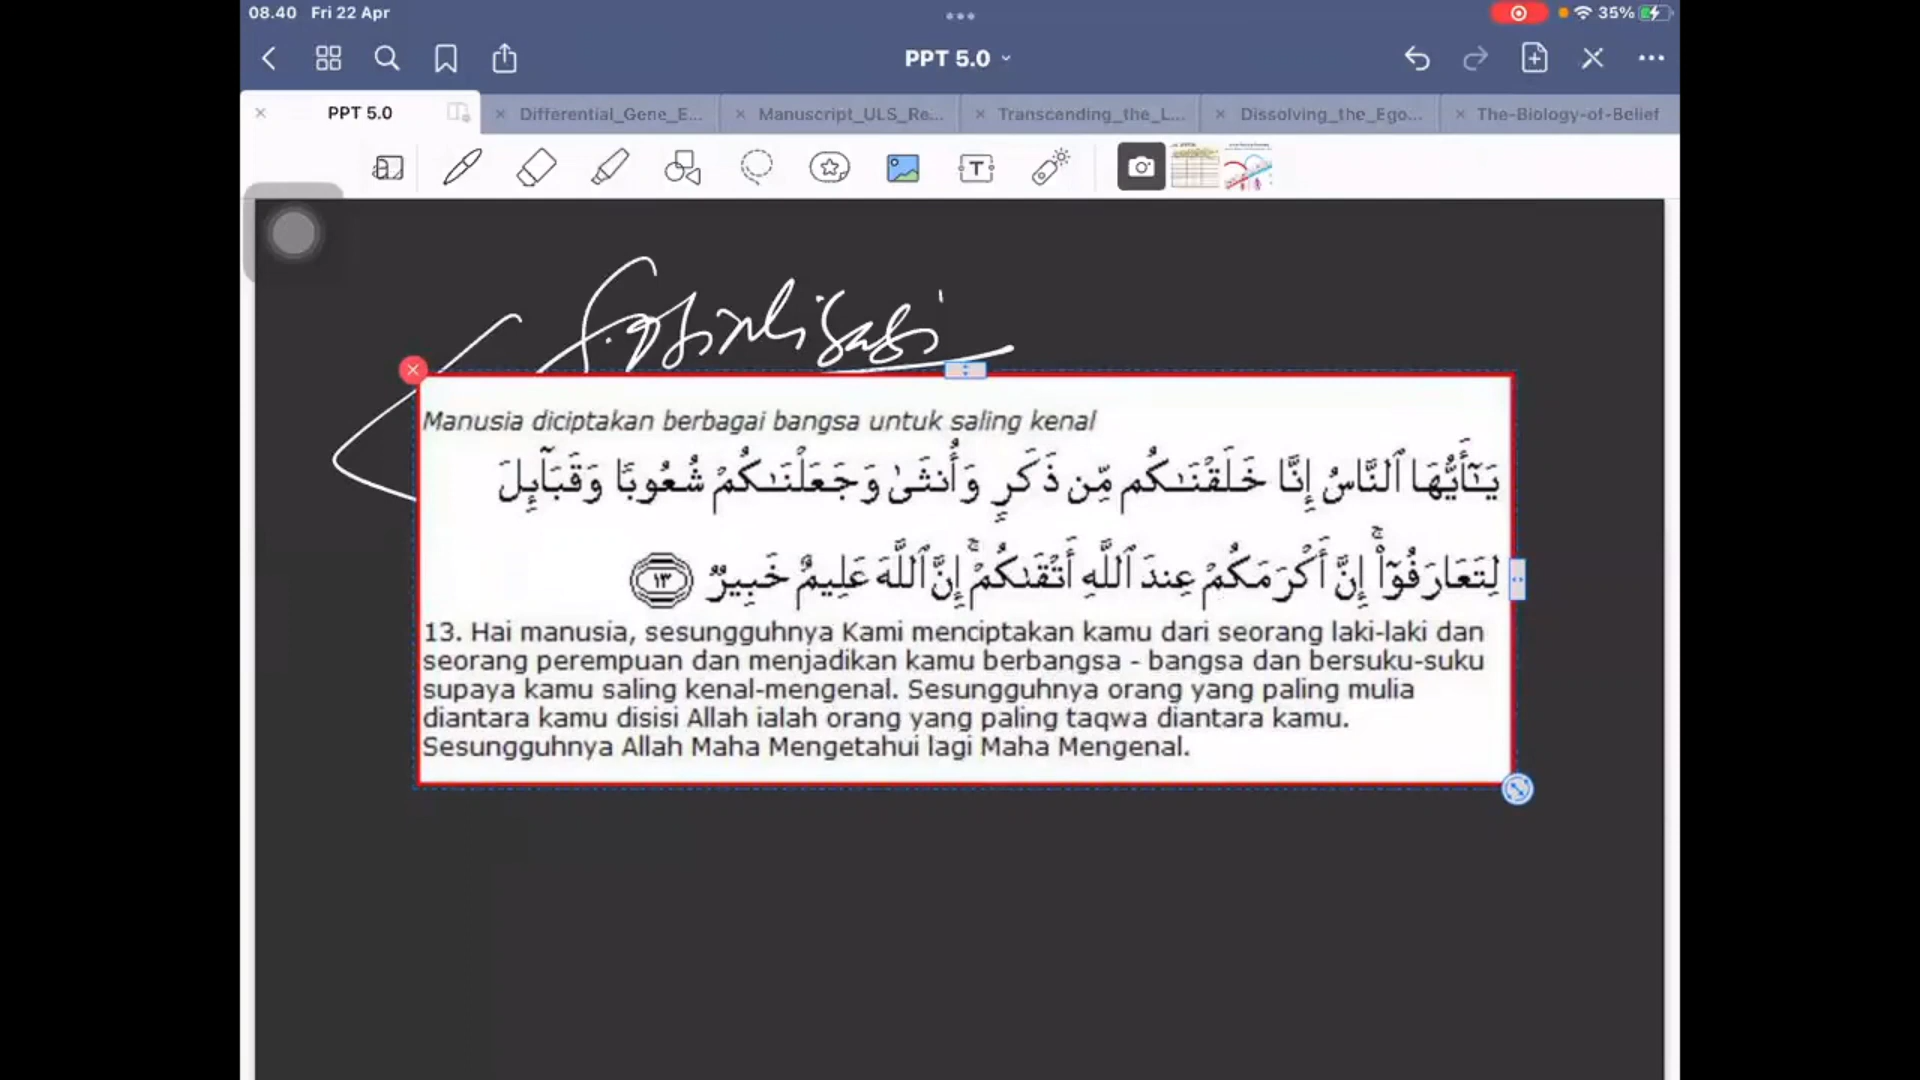 08.40 Fri 22 Apr
35%
PPT 5.0
PPT 5.0
Differential_Gene_E...
Manuscript_ULS_Re...
Transcending_the_L...
Dissolving_the_Ego...
The-Biology-of-Belief
Manusia diciptakan berbagai bangsa untuk saling kenal
يَـٰٓأَيُّهَا ٱلنَّاسُ إِنَّا خَلَقْنَـٰكُم مِّن ذَكَرٍ وَأُنثَىٰ وَجَعَلْنَـٰكُمْ شُعُوبًا وَقَبَآئِلَ
لِتَعَارَفُوٓا۟ ۚ إِنَّ أَكْرَمَكُمْ عِندَ ٱللَّهِ أَتْقَىٰكُمْ ۚ إِنَّ ٱللَّهَ عَلِيمٌ خَبِيرٌ ١٣
13. Hai manusia, sesungguhnya Kami menciptakan kamu dari seorang laki-laki dan
seorang perempuan dan menjadikan kamu berbangsa - bangsa dan bersuku-suku
supaya kamu saling kenal-mengenal. Sesungguhnya orang yang paling mulia
diantara kamu disisi Allah ialah orang yang paling taqwa diantara kamu.
Sesungguhnya Allah Maha Mengetahui lagi Maha Mengenal.